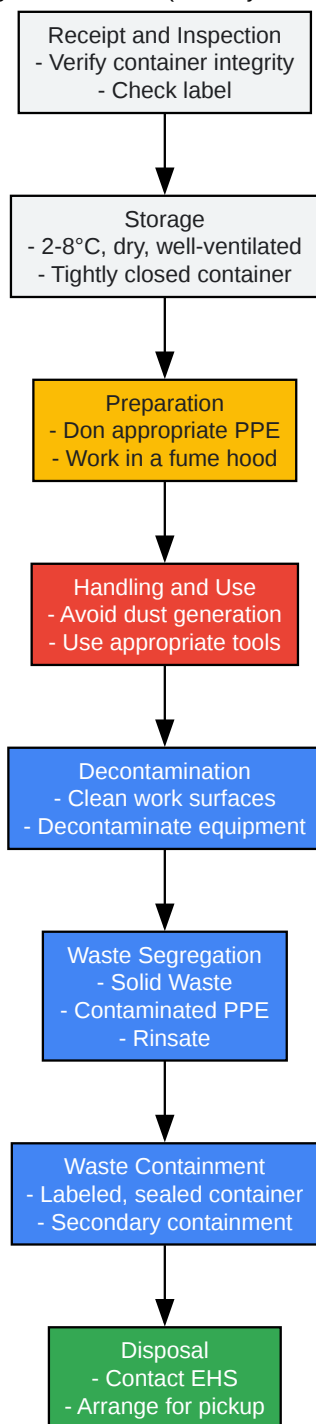 Receipt and Inspection
- Verify container integrity
- Check label
Storage
- 2-8°C, dry, well-ventilated
- Tightly closed container
Preparation
- Don appropriate PPE
- Work in a fume hood
Handling and Use
- Avoid dust generation
- Use appropriate tools
Decontamination
- Clean work surfaces
- Decontaminate equipment
Waste Segregation
- Solid Waste
- Contaminated PPE
- Rinsate
Waste Containment
- Labeled, sealed container
- Secondary containment
Disposal
- Contact EHS
- Arrange for pickup